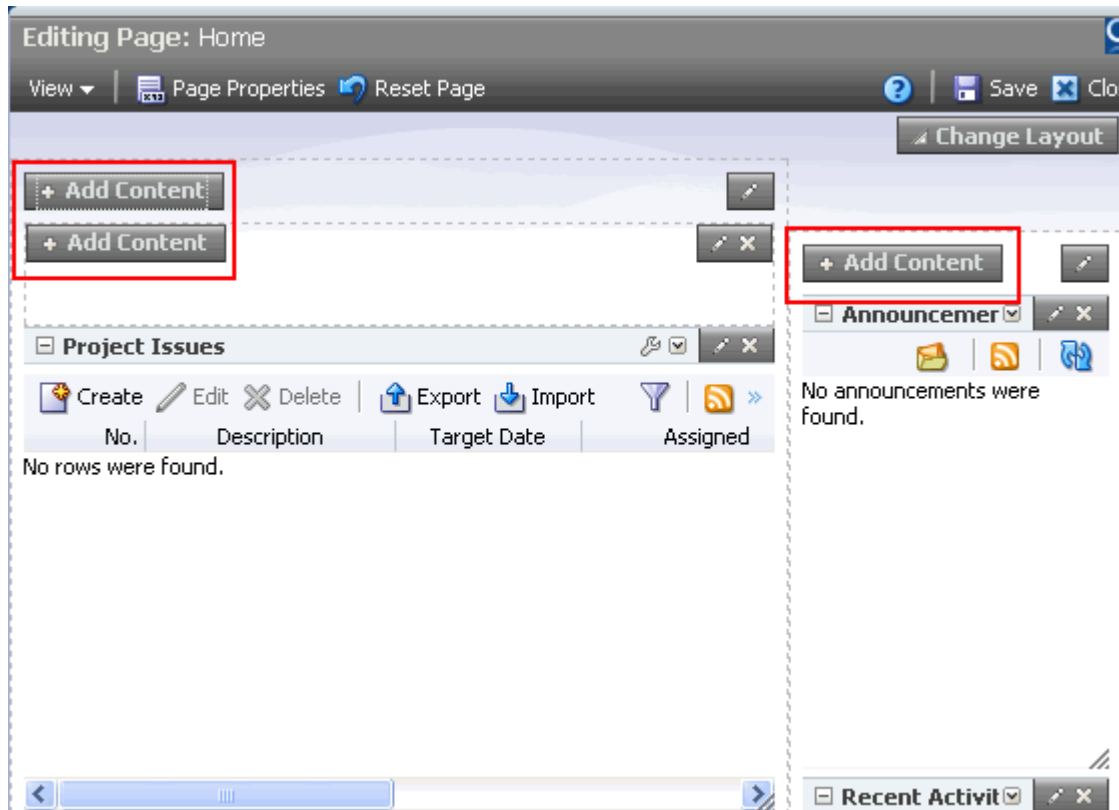 Editing Page: Home
View Page Properties Reset Page Save Clo
Change Layout
+ Add Content
+ Add Content
+ Add Content
Project Issues
Announcemer
Create Edit Delete Export Import »
No. Description Target Date Assigned
No rows were found.
No announcements were
found.
Recent Activit